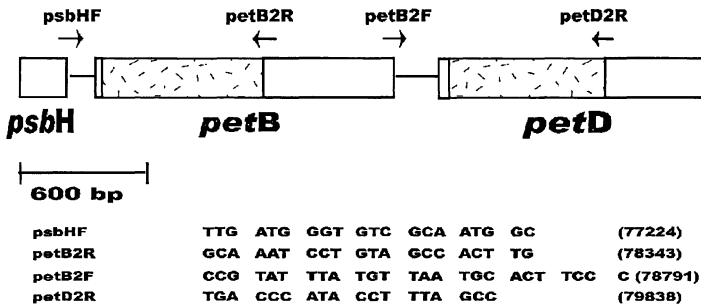 psbHF petB2R petB2F petD2R
psbH petB petD
600 bp
psbHF TTG ATG GGT GTC GCA ATG GC (77224)
petB2R GCA AAT CCT GTA GCC ACT TG (78343)
petB2F CCG TAT TTA TGT TAA TGC ACT TCC C (78791)
petD2R TGA CCC ATA CCT TTA GCC (79838)